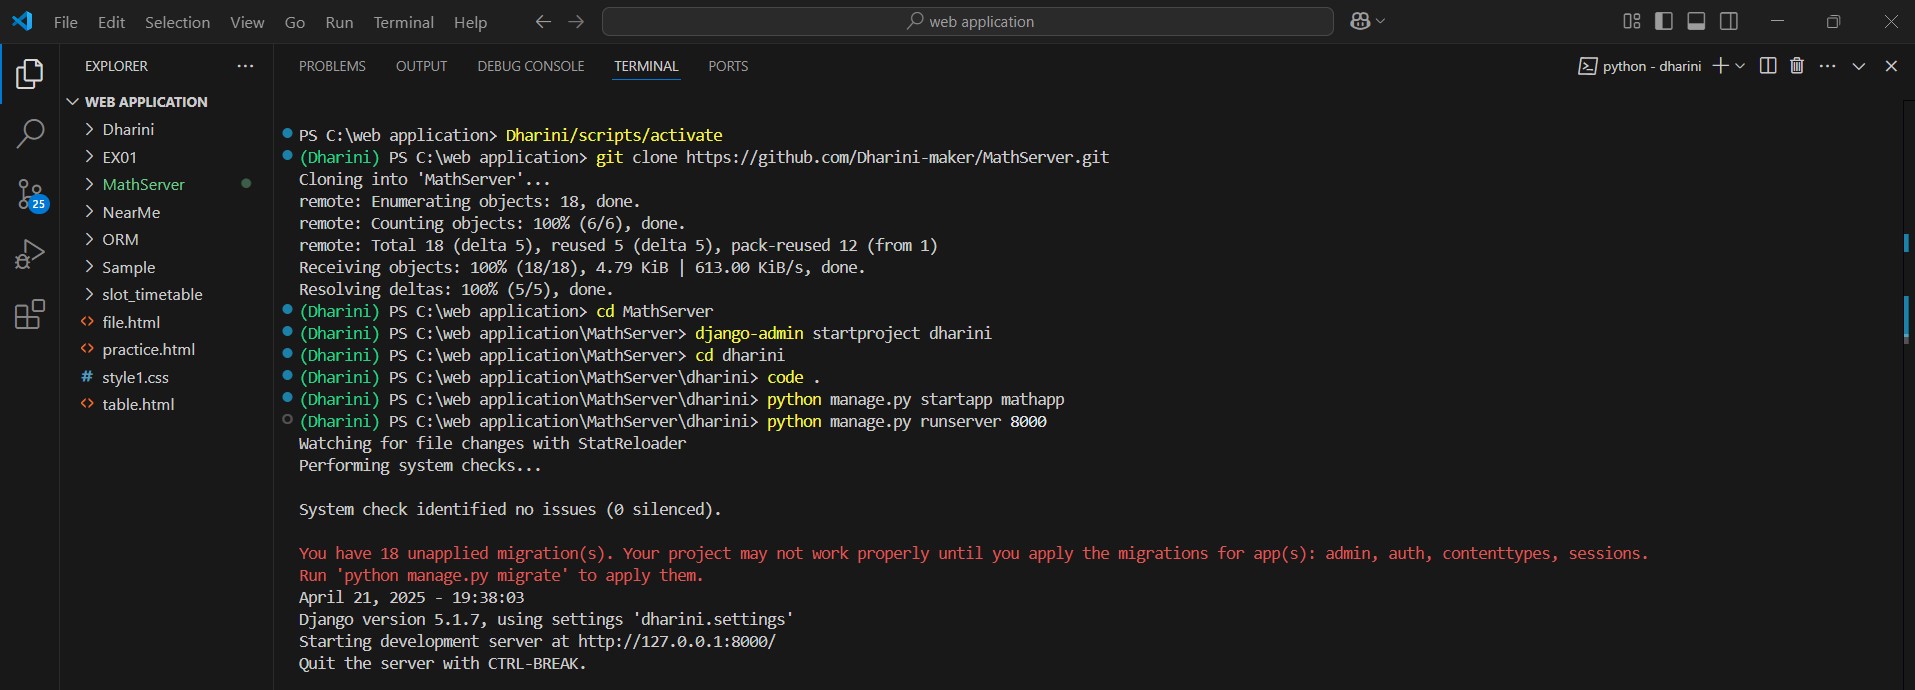 File Edit Selection View Go Run Terminal Help web application
EXPLORER ... PROBLEMS OUTPUT DEBUG CONSOLE TERMINAL PORTS python - dharini
WEB APPLICATION
Dharini
EX01
MathServer
NearMe
ORM
Sample
slot_timetable
file.html
practice.html
# style1.css
table.html
25
PS C:\web application> Dharini/scripts/activate
(Dharini) PS C:\web application> git clone https://github.com/Dharini-maker/MathServer.git
Cloning into 'MathServer'...
remote: Enumerating objects: 18, done.
remote: Counting objects: 100% (6/6), done.
remote: Total 18 (delta 5), reused 5 (delta 5), pack-reused 12 (from 1)
Receiving objects: 100% (18/18), 4.79 KiB | 613.00 KiB/s, done.
Resolving deltas: 100% (5/5), done.
(Dharini) PS C:\web application> cd MathServer
(Dharini) PS C:\web application\MathServer> django-admin startproject dharini
(Dharini) PS C:\web application\MathServer> cd dharini
(Dharini) PS C:\web application\MathServer\dharini> code .
(Dharini) PS C:\web application\MathServer\dharini> python manage.py startapp mathapp
(Dharini) PS C:\web application\MathServer\dharini> python manage.py runserver 8000
Watching for file changes with StatReloader
Performing system checks...
System check identified no issues (0 silenced).
You have 18 unapplied migration(s). Your project may not work properly until you apply the migrations for app(s): admin, auth, contenttypes, sessions.
Run 'python manage.py migrate' to apply them.
April 21, 2025 - 19:38:03
Django version 5.1.7, using settings 'dharini.settings'
Starting development server at http://127.0.0.1:8000/
Quit the server with CTRL-BREAK.